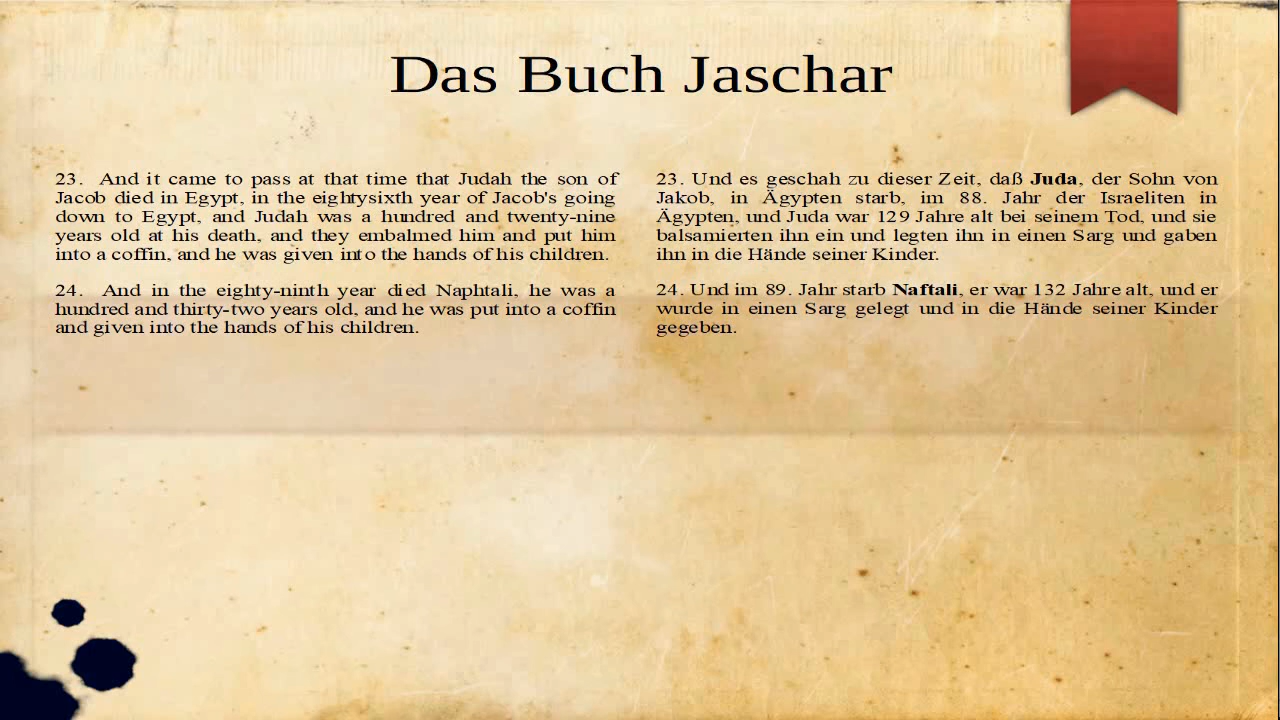 Das Buch Jaschar
23. And it came to pass at that time that Judah the son of
Jacob died in Egypt, in the eightysixth year of Jacob's going
down to Egypt, and Judah was a hundred and twenty-nine
years old at his death, and they embalmed him and put him
into a coffin, and he was given into the hands of his children.
24. And in the eighty-ninth year died Naphtali, he was a
hundred and thirty-two years old, and he was put into a coffin
and given into the hands of his children.
23. Und es geschah zu dieser Zeit, daß Juda, der Sohn von
Jakob, in Ägypten starb, im 88. Jahr der Israeliten in
Ägypten, und Juda war 129 Jahre alt bei seinem Tod, und sie
balsamierten ihn ein und legten ihn in einen Sarg und gaben
ihn in die Hände seiner Kinder.
24. Und im 89. Jahr starb Naftali, er war 132 Jahre alt, und er
wurde in einen Sarg gelegt und in die Hände seiner Kinder
gegeben.